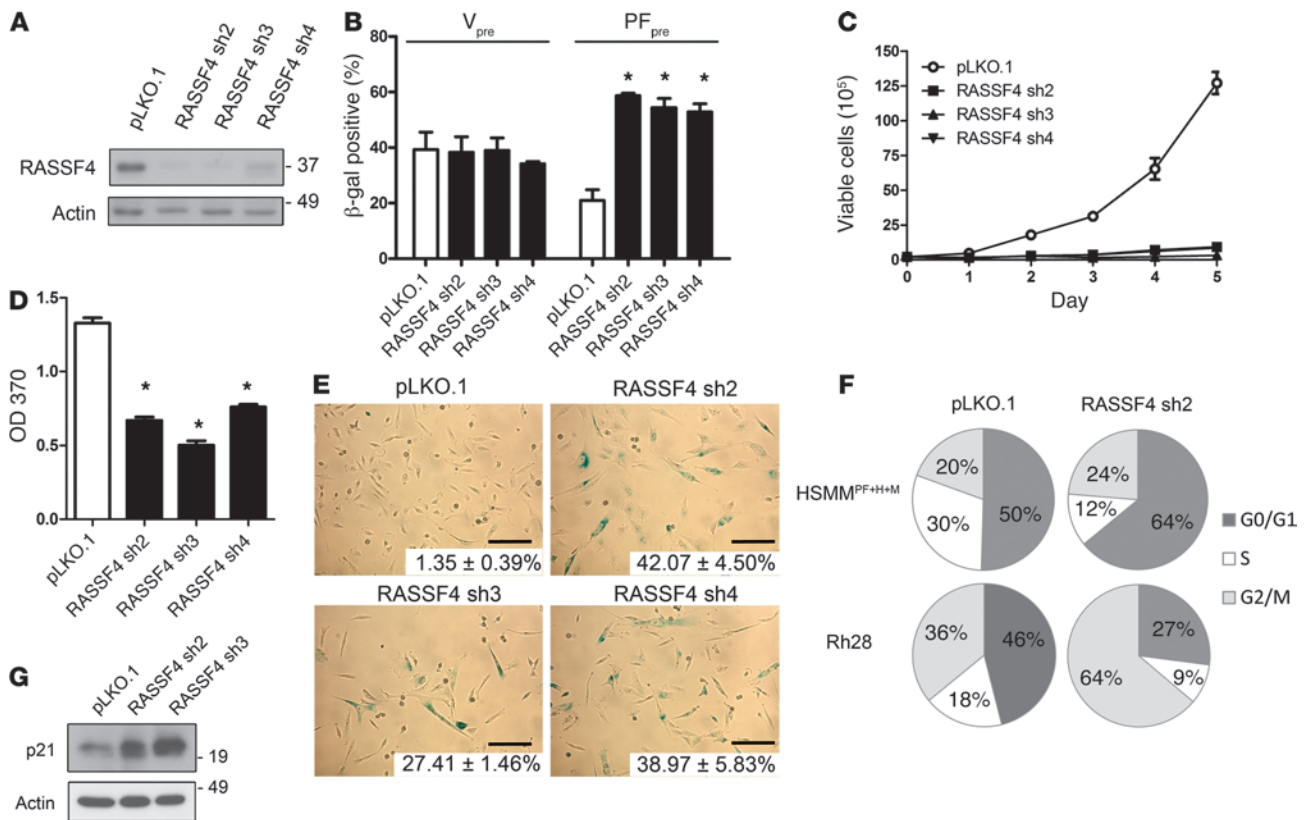 A
pLKO.1
RASSF4 sh2
RASSF4 sh3
RASSF4 sh4
RASSF4
- 37
- 49
Actin
B
V pre
PF pre
β-gal positive (%)
80
60
40
20
0
* * *
pLKO.1
RASSF4 sh2
RASSF4 sh3
RASSF4 sh4
pLKO.1
RASSF4 sh2
RASSF4 sh3
RASSF4 sh4
C
Viable cells (10⁵)
150
125
100
75
50
25
0
pLKO.1
RASSF4 sh2
RASSF4 sh3
RASSF4 sh4
0 1 2 3 4 5
Day
D
OD 370
1.5
1.0
0.5
0.0
* * *
pLKO.1
RASSF4 sh2
RASSF4 sh3
RASSF4 sh4
E
pLKO.1
RASSF4 sh2
1.35 ± 0.39%
42.07 ± 4.50%
RASSF4 sh3
RASSF4 sh4
27.41 ± 1.46%
38.97 ± 5.83%
F
pLKO.1
RASSF4 sh2
HSMM^PF+H+M
20%
50%
30%
24%
12%
64%
Rh28
36%
46%
18%
27%
64%
9%
G0/G1
S
G2/M
G
pLKO.1
RASSF4 sh2
RASSF4 sh3
p21
- 19
- 49
Actin